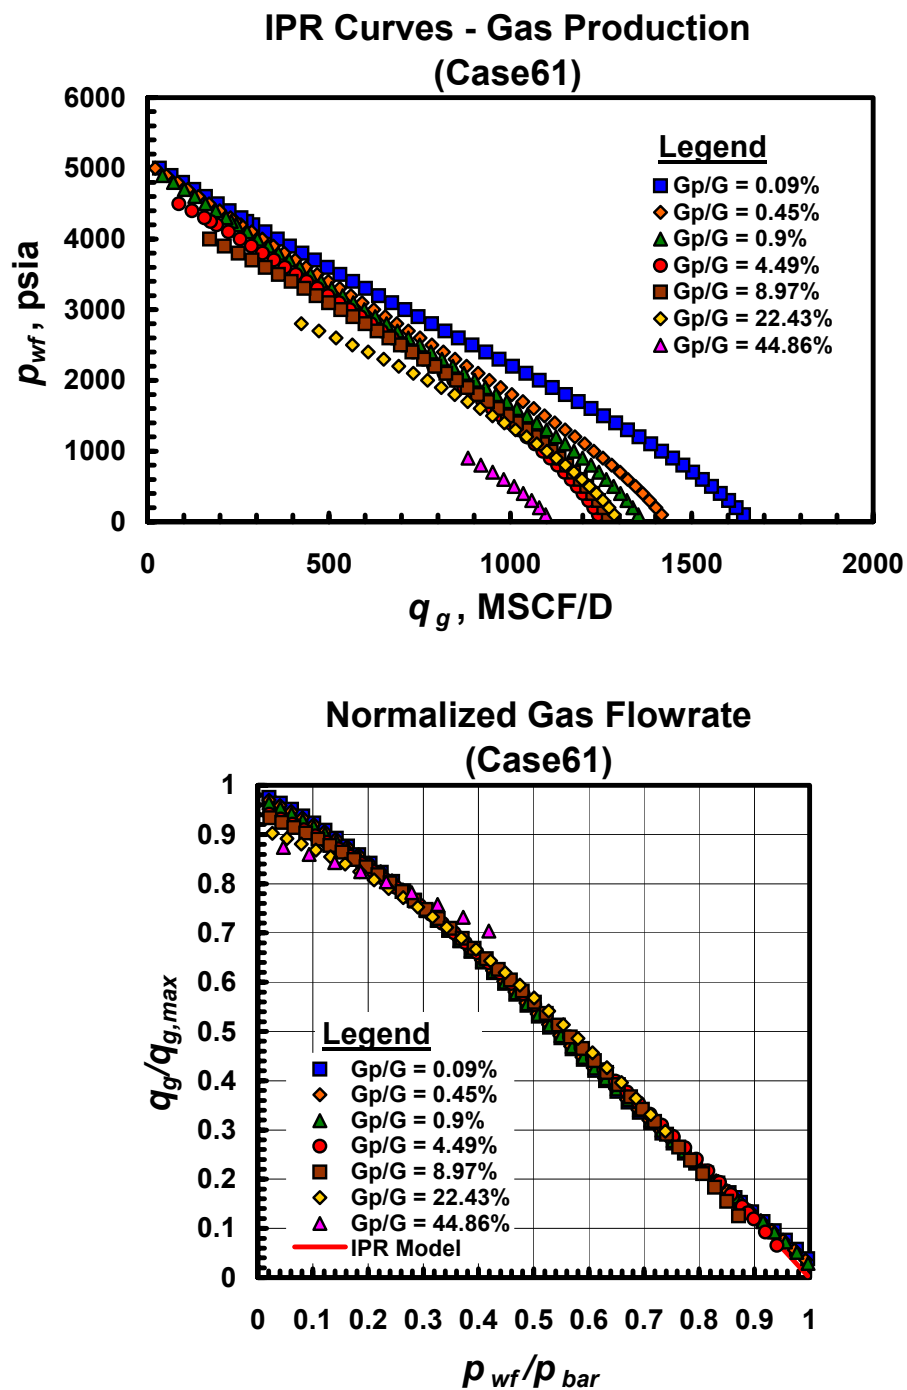 IPR Curves - Gas Production
(Case61)
6000
5000
4000
3000
2000
1000
0
p wf , psia
Legend
Gp/G = 0.09%
Gp/G = 0.45%
Gp/G = 0.9%
Gp/G = 4.49%
Gp/G = 8.97%
Gp/G = 22.43%
Gp/G = 44.86%
0 500 1000 1500 2000
q g , MSCF/D
Normalized Gas Flowrate
(Case61)
1
0.9
0.8
0.7
0.6
0.5
0.4
0.3
0.2
0.1
0
q g /q g,max
Legend
Gp/G = 0.09%
Gp/G = 0.45%
Gp/G = 0.9%
Gp/G = 4.49%
Gp/G = 8.97%
Gp/G = 22.43%
Gp/G = 44.86%
IPR Model
0 0.1 0.2 0.3 0.4 0.5 0.6 0.7 0.8 0.9 1
p wf /p bar